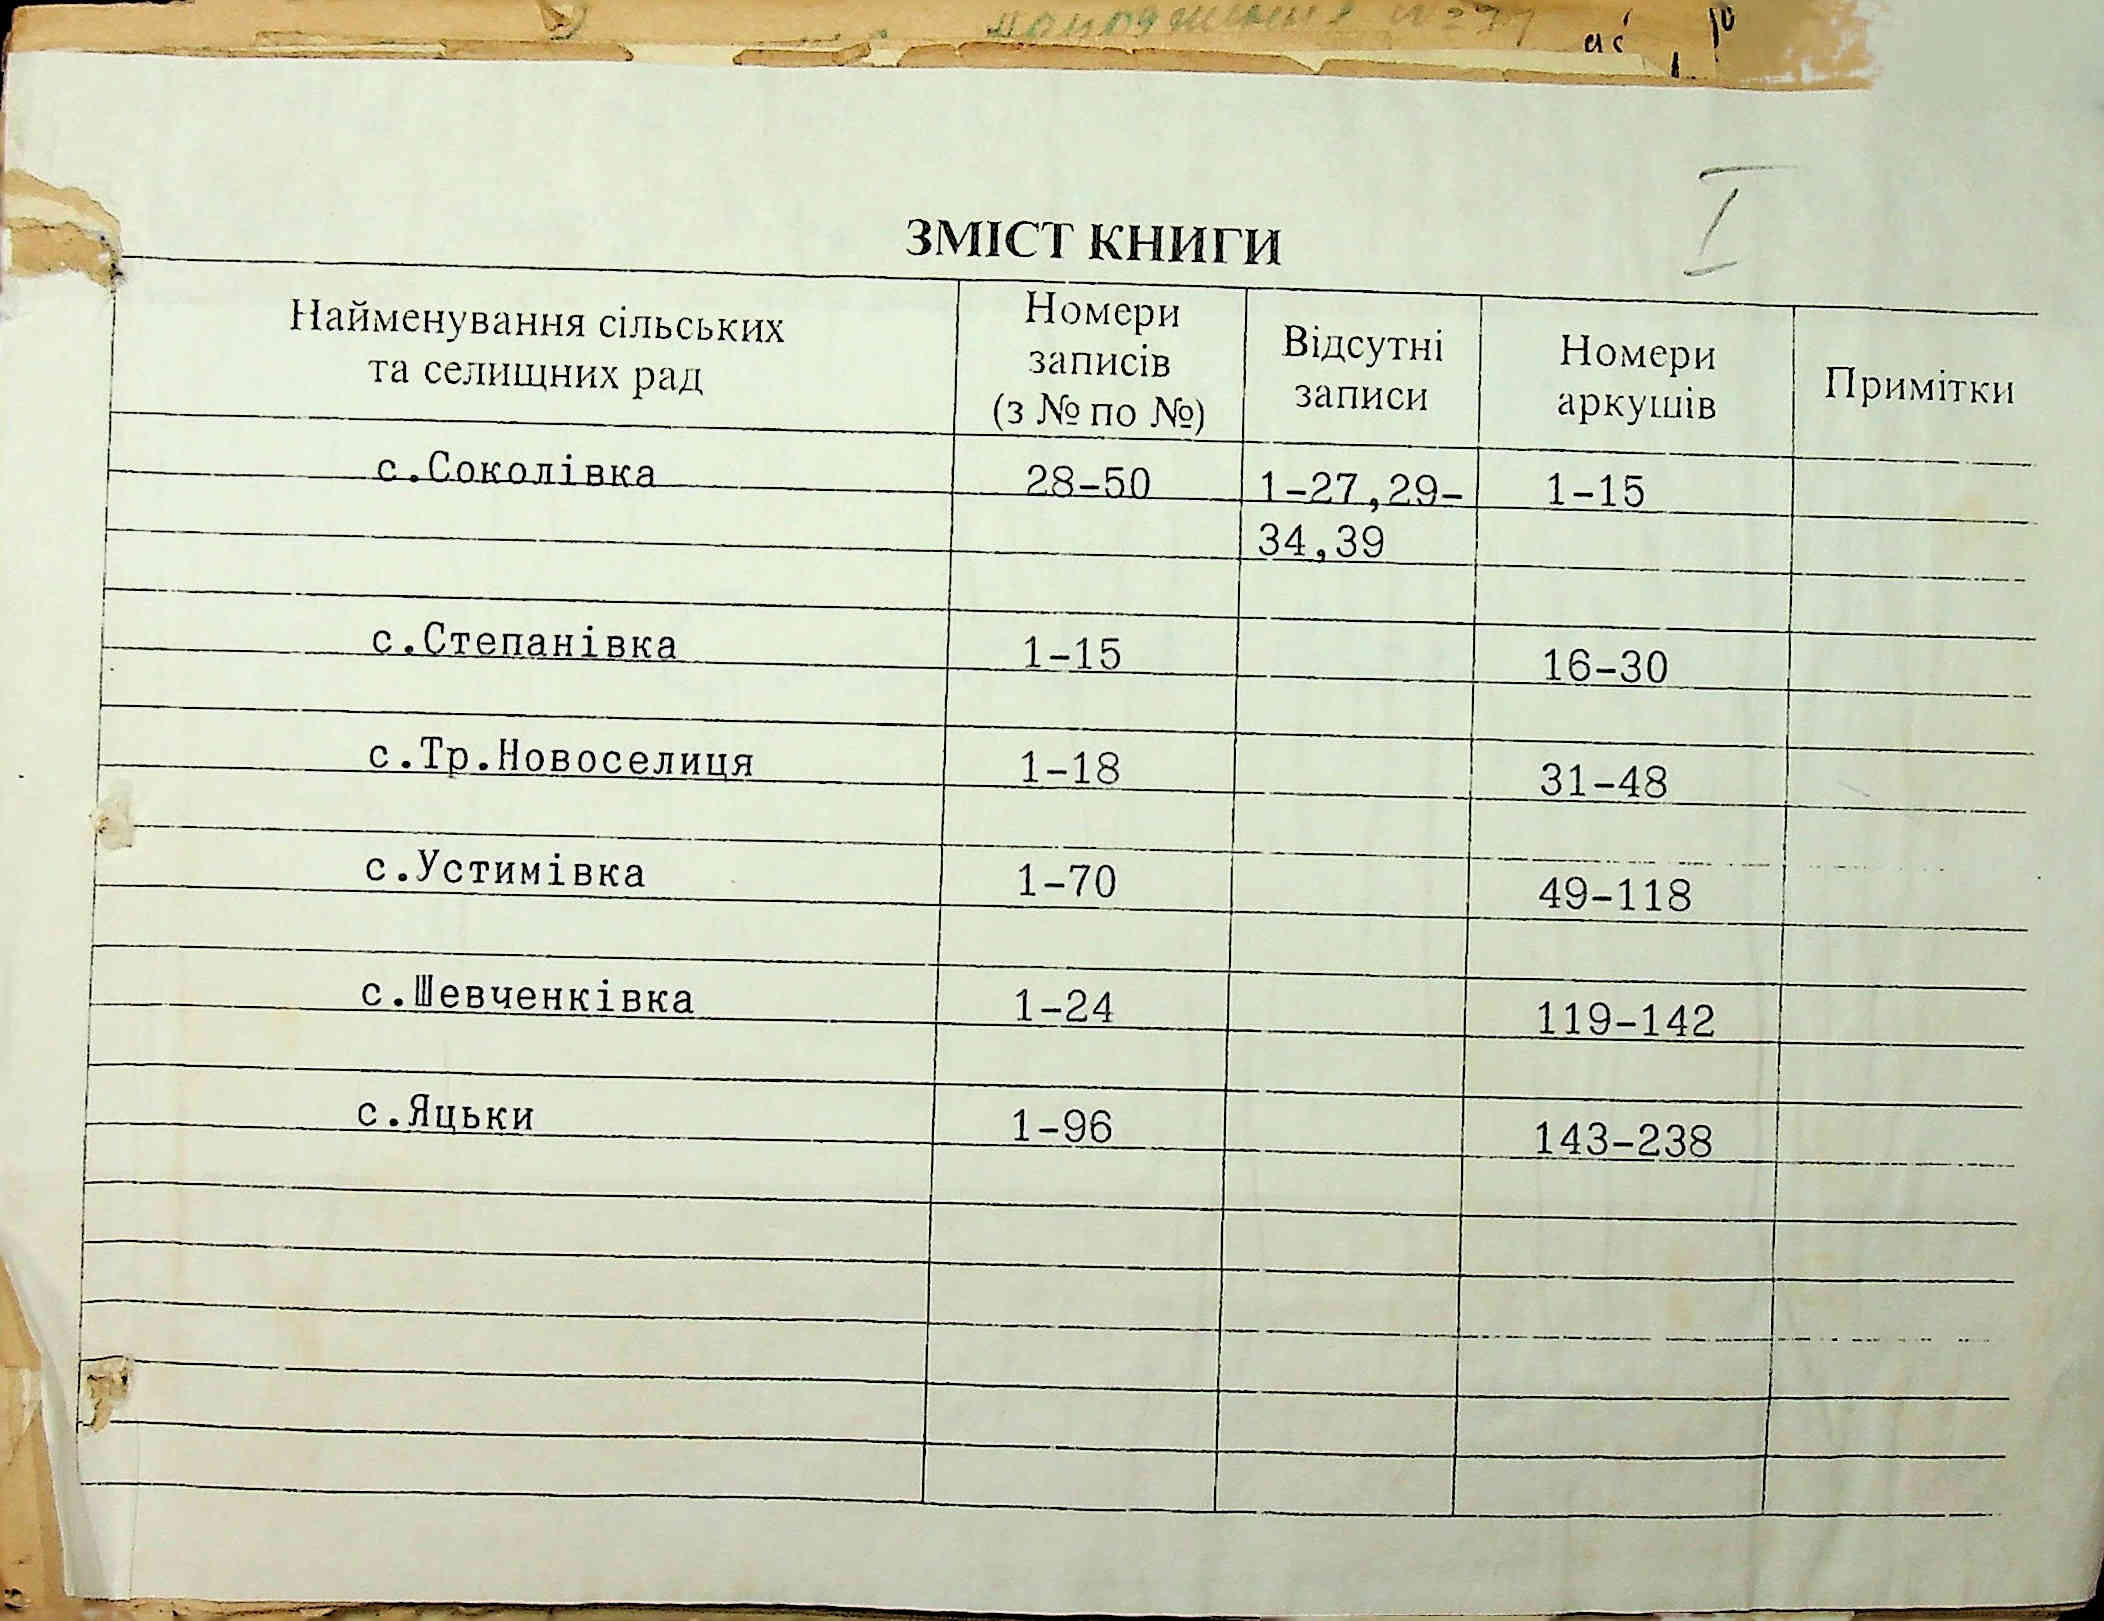 I
ЗМІСТ КНИГИ
Найменування сільських
та селищних рад
Номери
записів
(з № по №)
Відсутні
записи
Номери
аркушів
Примітки
с.Соколівка 28-50 1-27,29- 1-15
34,39
с.Степанівка 1-15 16-30
с.Тр.Новоселиця 1-18 31-48
с.Устимівка 1-70 49-118
с.Шевченківка 1-24 119-142
с.Яцьки 1-96 143-238